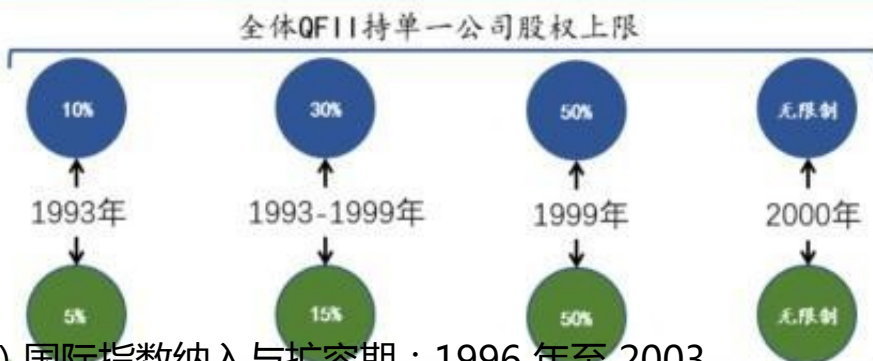 全体QFII持单一公司股权上限
10% 30% 50% 无限制
1993年 1993-1999年 1999年 2000年
5% 15% 50% 无限制
) 国际指数纳入与扩容期：1996 年至 2003